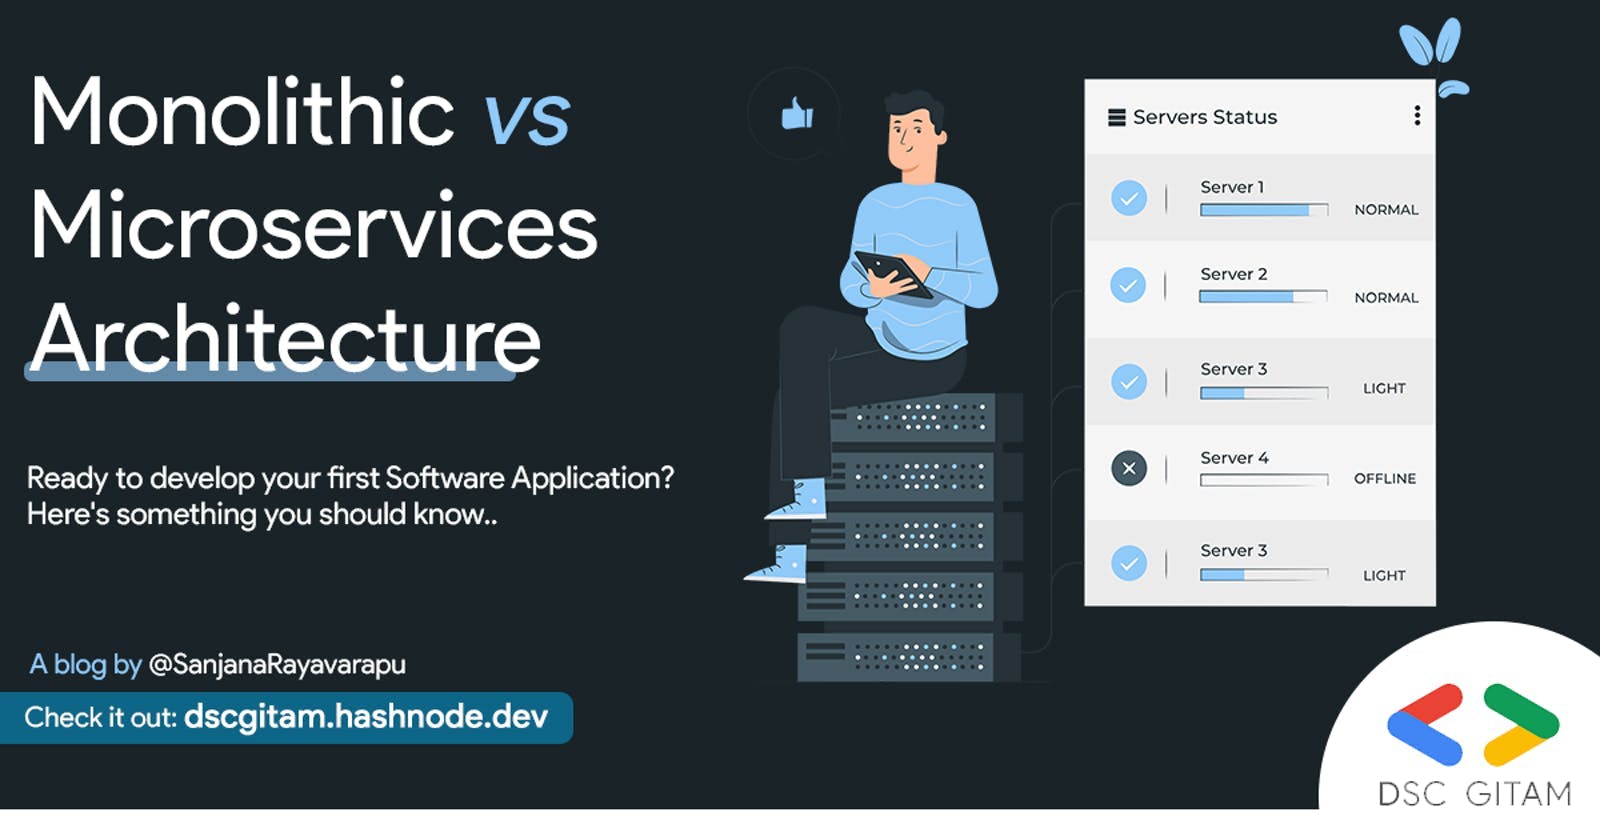 Monolithic vs
Microservices
Architecture
Ready to develop your first Software Application?
Here's something you should know..
A blog by @SanjanaRayavarapu
Check it out: dscgitam.hashnode.dev
Servers Status
Server 1
NORMAL
Server 2
NORMAL
Server 3
LIGHT
Server 4
OFFLINE
Server 3
LIGHT
DSC GITAM